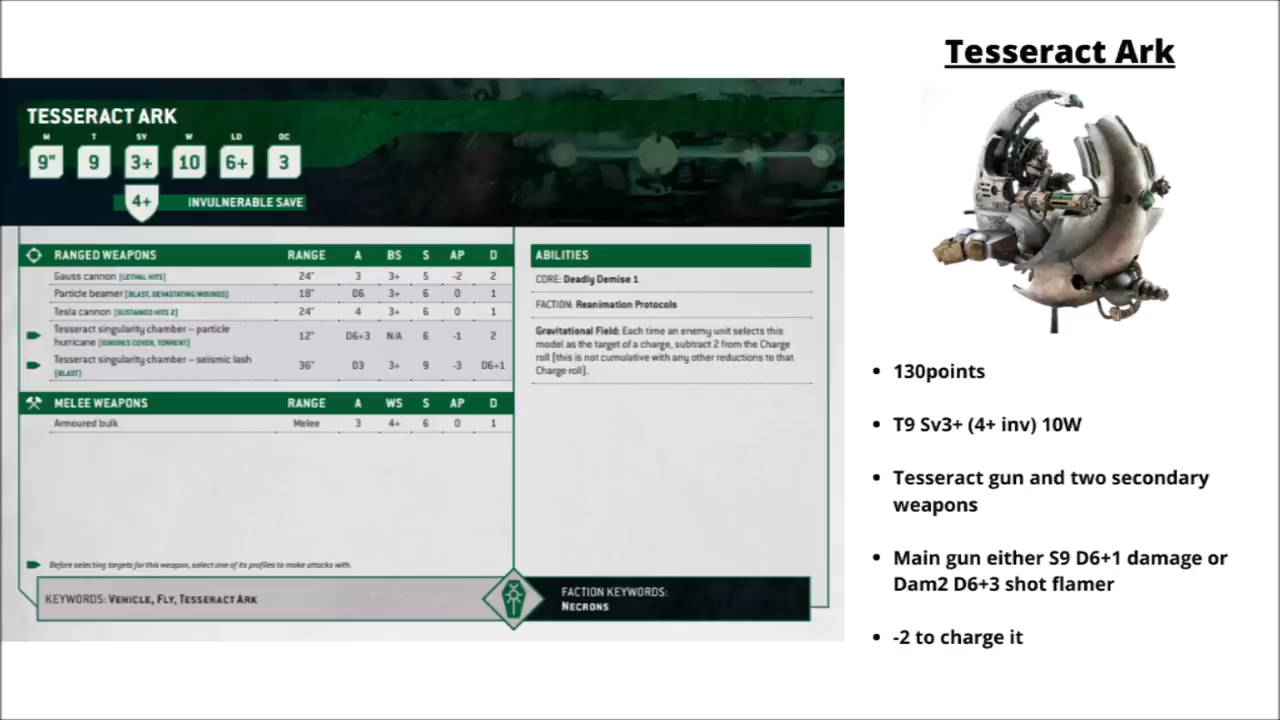 Tesseract Ark
TESSERACT ARK
M T SV W LD OC
9" 9 3+ 10 6+ 3
4+ INVULNERABLE SAVE
RANGED WEAPONS RANGE A BS S AP D
Gauss cannon [LETHAL HITS] 24" 3 3+ 5 -2 2
Particle beamer [BLAST, DEVASTATING WOUNDS] 18" D6 3+ 6 0 1
Tesla cannon [SUSTAINED HITS 2] 24" 4 3+ 6 0 1
Tesseract singularity chamber – particle
hurricane [IGNORES COVER, TORRENT] 12" D6+3 N/A 6 -1 2
Tesseract singularity chamber – seismic lash
[BLAST] 36" D3 3+ 9 -3 D6+1
MELEE WEAPONS RANGE A WS S AP D
Armoured bulk Melee 3 4+ 6 0 1
Before selecting targets for this weapon, select one of its profiles to make attacks with.
ABILITIES
CORE: Deadly Demise 1
FACTION: Reanimation Protocols
Gravitational Field: Each time an enemy unit selects this
model as the target of a charge, subtract 2 from the Charge
roll (this is not cumulative with any other reductions to that
Charge roll).
KEYWORDS: VEHICLE, FLY, TESSERACT ARK
FACTION KEYWORDS:
NECRONS
• 130points
• T9 Sv3+ (4+ inv) 10W
• Tesseract gun and two secondary
weapons
• Main gun either S9 D6+1 damage or
Dam2 D6+3 shot flamer
• -2 to charge it